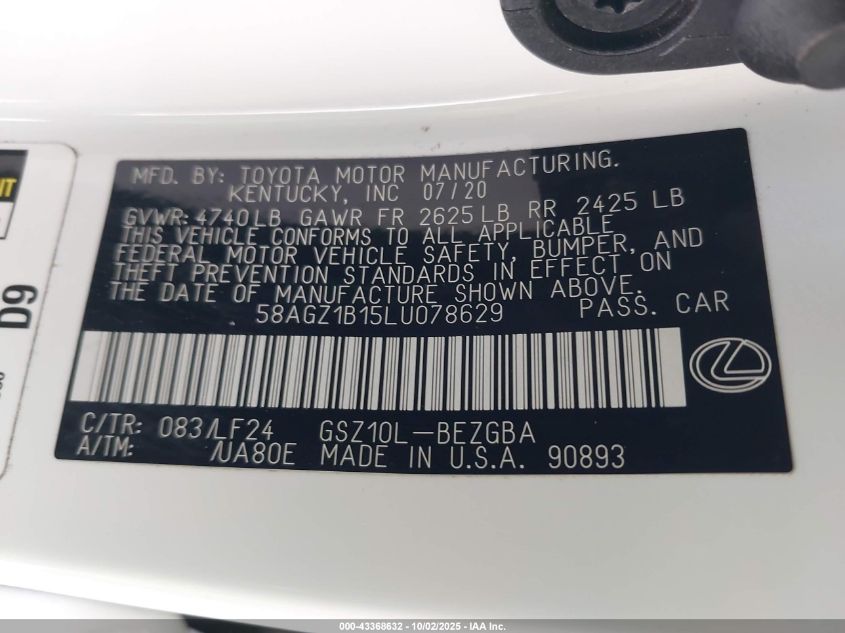 MFD. BY: TOYOTA MOTOR MANUFACTURING.
KENTUCKY, INC 07/20
GVWR: 4740LB GAWR FR 2625LB RR 2425 LB
THIS VEHICLE CONFORMS TO ALL APPLICABLE
FEDERAL MOTOR VEHICLE SAFETY, BUMPER, AND
THEFT PREVENTION STANDARDS IN EFFECT ON
THE DATE OF MANUFACTURE SHOWN ABOVE.
58AGZ1B15LU078629 PASS. CAR
C/TR: 083/LF24 GSZ10L-BEZGBA
A/TM: /UA80E MADE IN U.S.A. 90893
D9
000-43368632 - 10/02/2025 - IAA Inc.